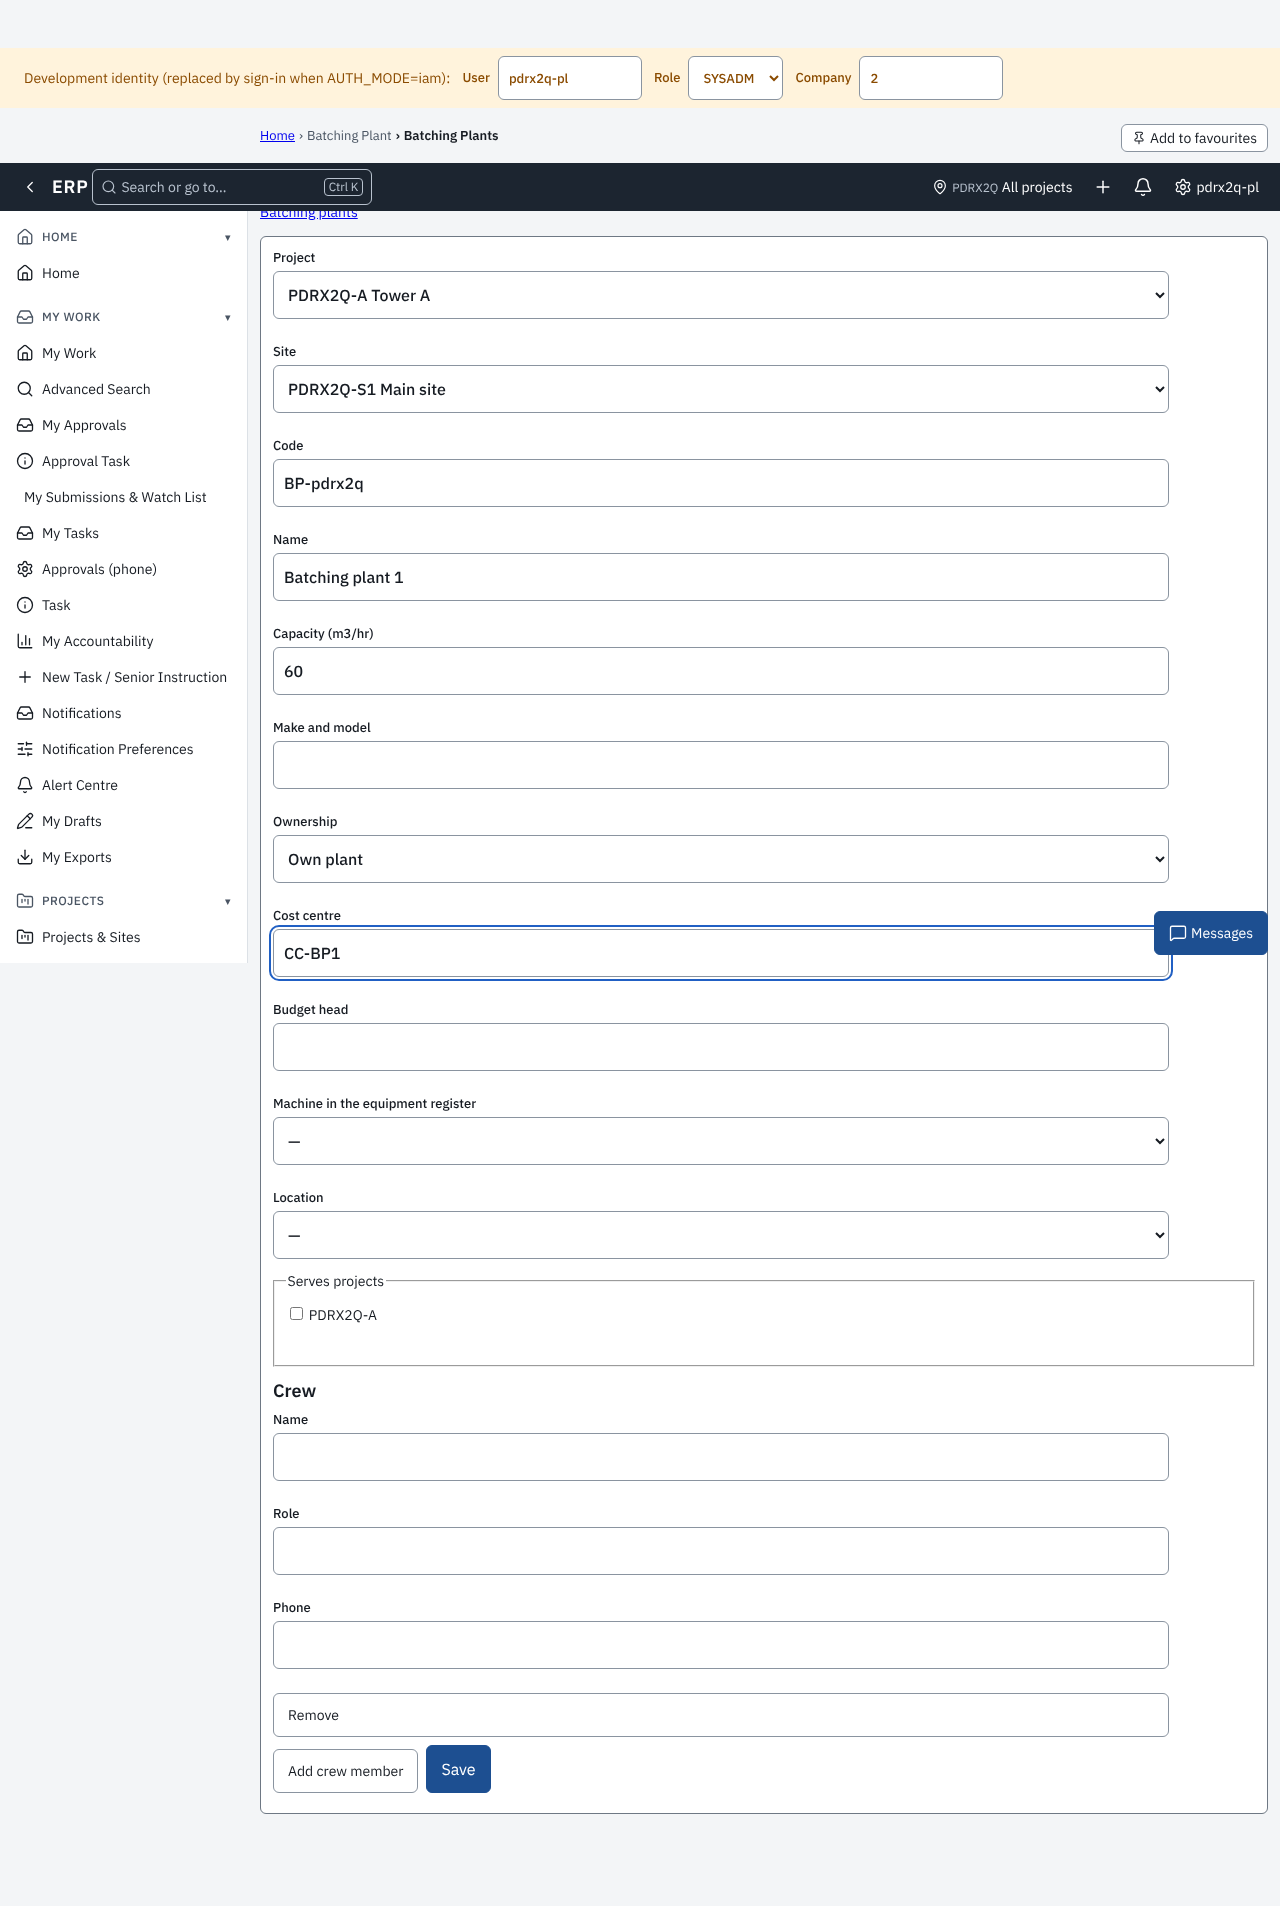 Development identity (replaced by sign-in when AUTH_MODE=iam): User pdrx2q-pl Role SYSADM Company 2
Home › Batching Plant › Batching Plants
Add to favourites
ERP Search or go to... Ctrl K PDRX2Q All projects pdrx2q-pl
Batching plants
HOME
Home
MY WORK
My Work
Advanced Search
My Approvals
Approval Task
My Submissions & Watch List
My Tasks
Approvals (phone)
Task
My Accountability
New Task / Senior Instruction
Notifications
Notification Preferences
Alert Centre
My Drafts
My Exports
PROJECTS
Projects & Sites
Project
PDRX2Q-A Tower A
Site
PDRX2Q-S1 Main site
Code
BP-pdrx2q
Name
Batching plant 1
Capacity (m3/hr)
60
Make and model
Ownership
Own plant
Cost centre
CC-BP1
Messages
Budget head
Machine in the equipment register
—
Location
—
Serves projects
PDRX2Q-A
Crew
Name
Role
Phone
Remove
Add crew member
Save